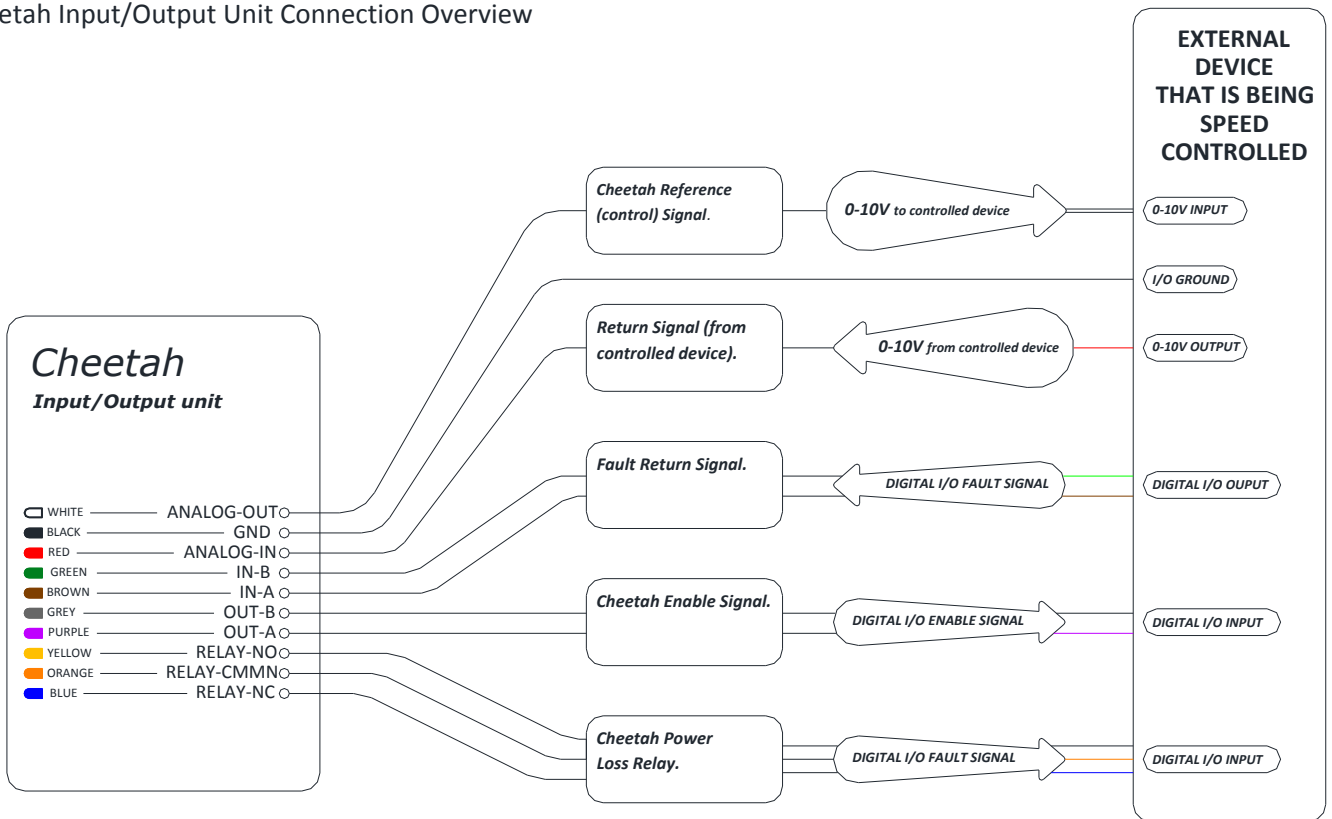 etah Input/Output Unit Connection Overview
EXTERNAL
DEVICE
THAT IS BEING
SPEED
CONTROLLED
Cheetah Reference
(control) Signal.
0-10V to controlled device
0-10V INPUT
I/O GROUND
Return Signal (from
controlled device).
0-10V from controlled device
0-10V OUTPUT
Cheetah
Input/Output unit
Fault Return Signal.
DIGITAL I/O FAULT SIGNAL
DIGITAL I/O OUPUT
WHITE ANALOG-OUT
BLACK GND
RED ANALOG-IN
GREEN IN-B
BROWN IN-A
GREY OUT-B
PURPLE OUT-A
YELLOW RELAY-NO
ORANGE RELAY-CMMN
BLUE RELAY-NC
Cheetah Enable Signal.
DIGITAL I/O ENABLE SIGNAL
DIGITAL I/O INPUT
Cheetah Power
Loss Relay.
DIGITAL I/O FAULT SIGNAL
DIGITAL I/O INPUT